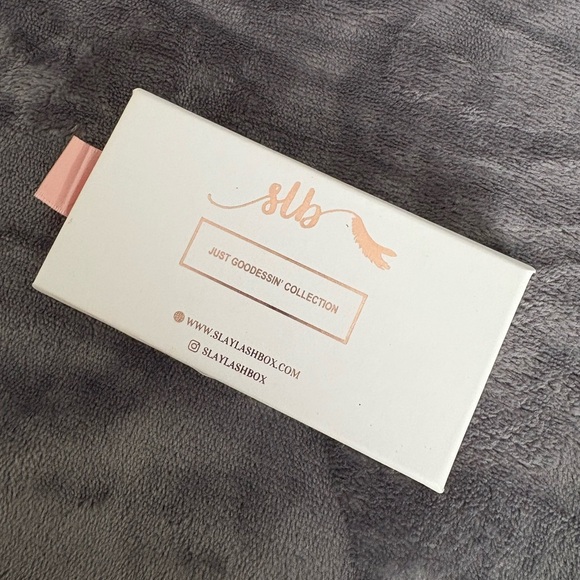 slb
JUST GOODESSIN' COLLECTION
WWW.SLAYLASHBOX.COM
SLAYLASHBOX